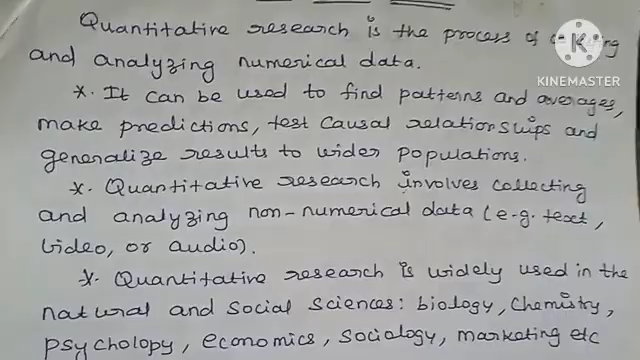 Quantitative research is the process of
and analyzing numerical data.
*. It can be used to find patterns and averages,
make predictions, test causal relationships and
generalize results to wider populations.
*. Quantitative research involves collecting
and analyzing non-numerical data (e.g. text,
video, or audio).
*. Quantitative research is widely used in the
natural and social sciences: biology, chemistry,
psycholopy, economics, sociology, marketing etc
KINEMASTER